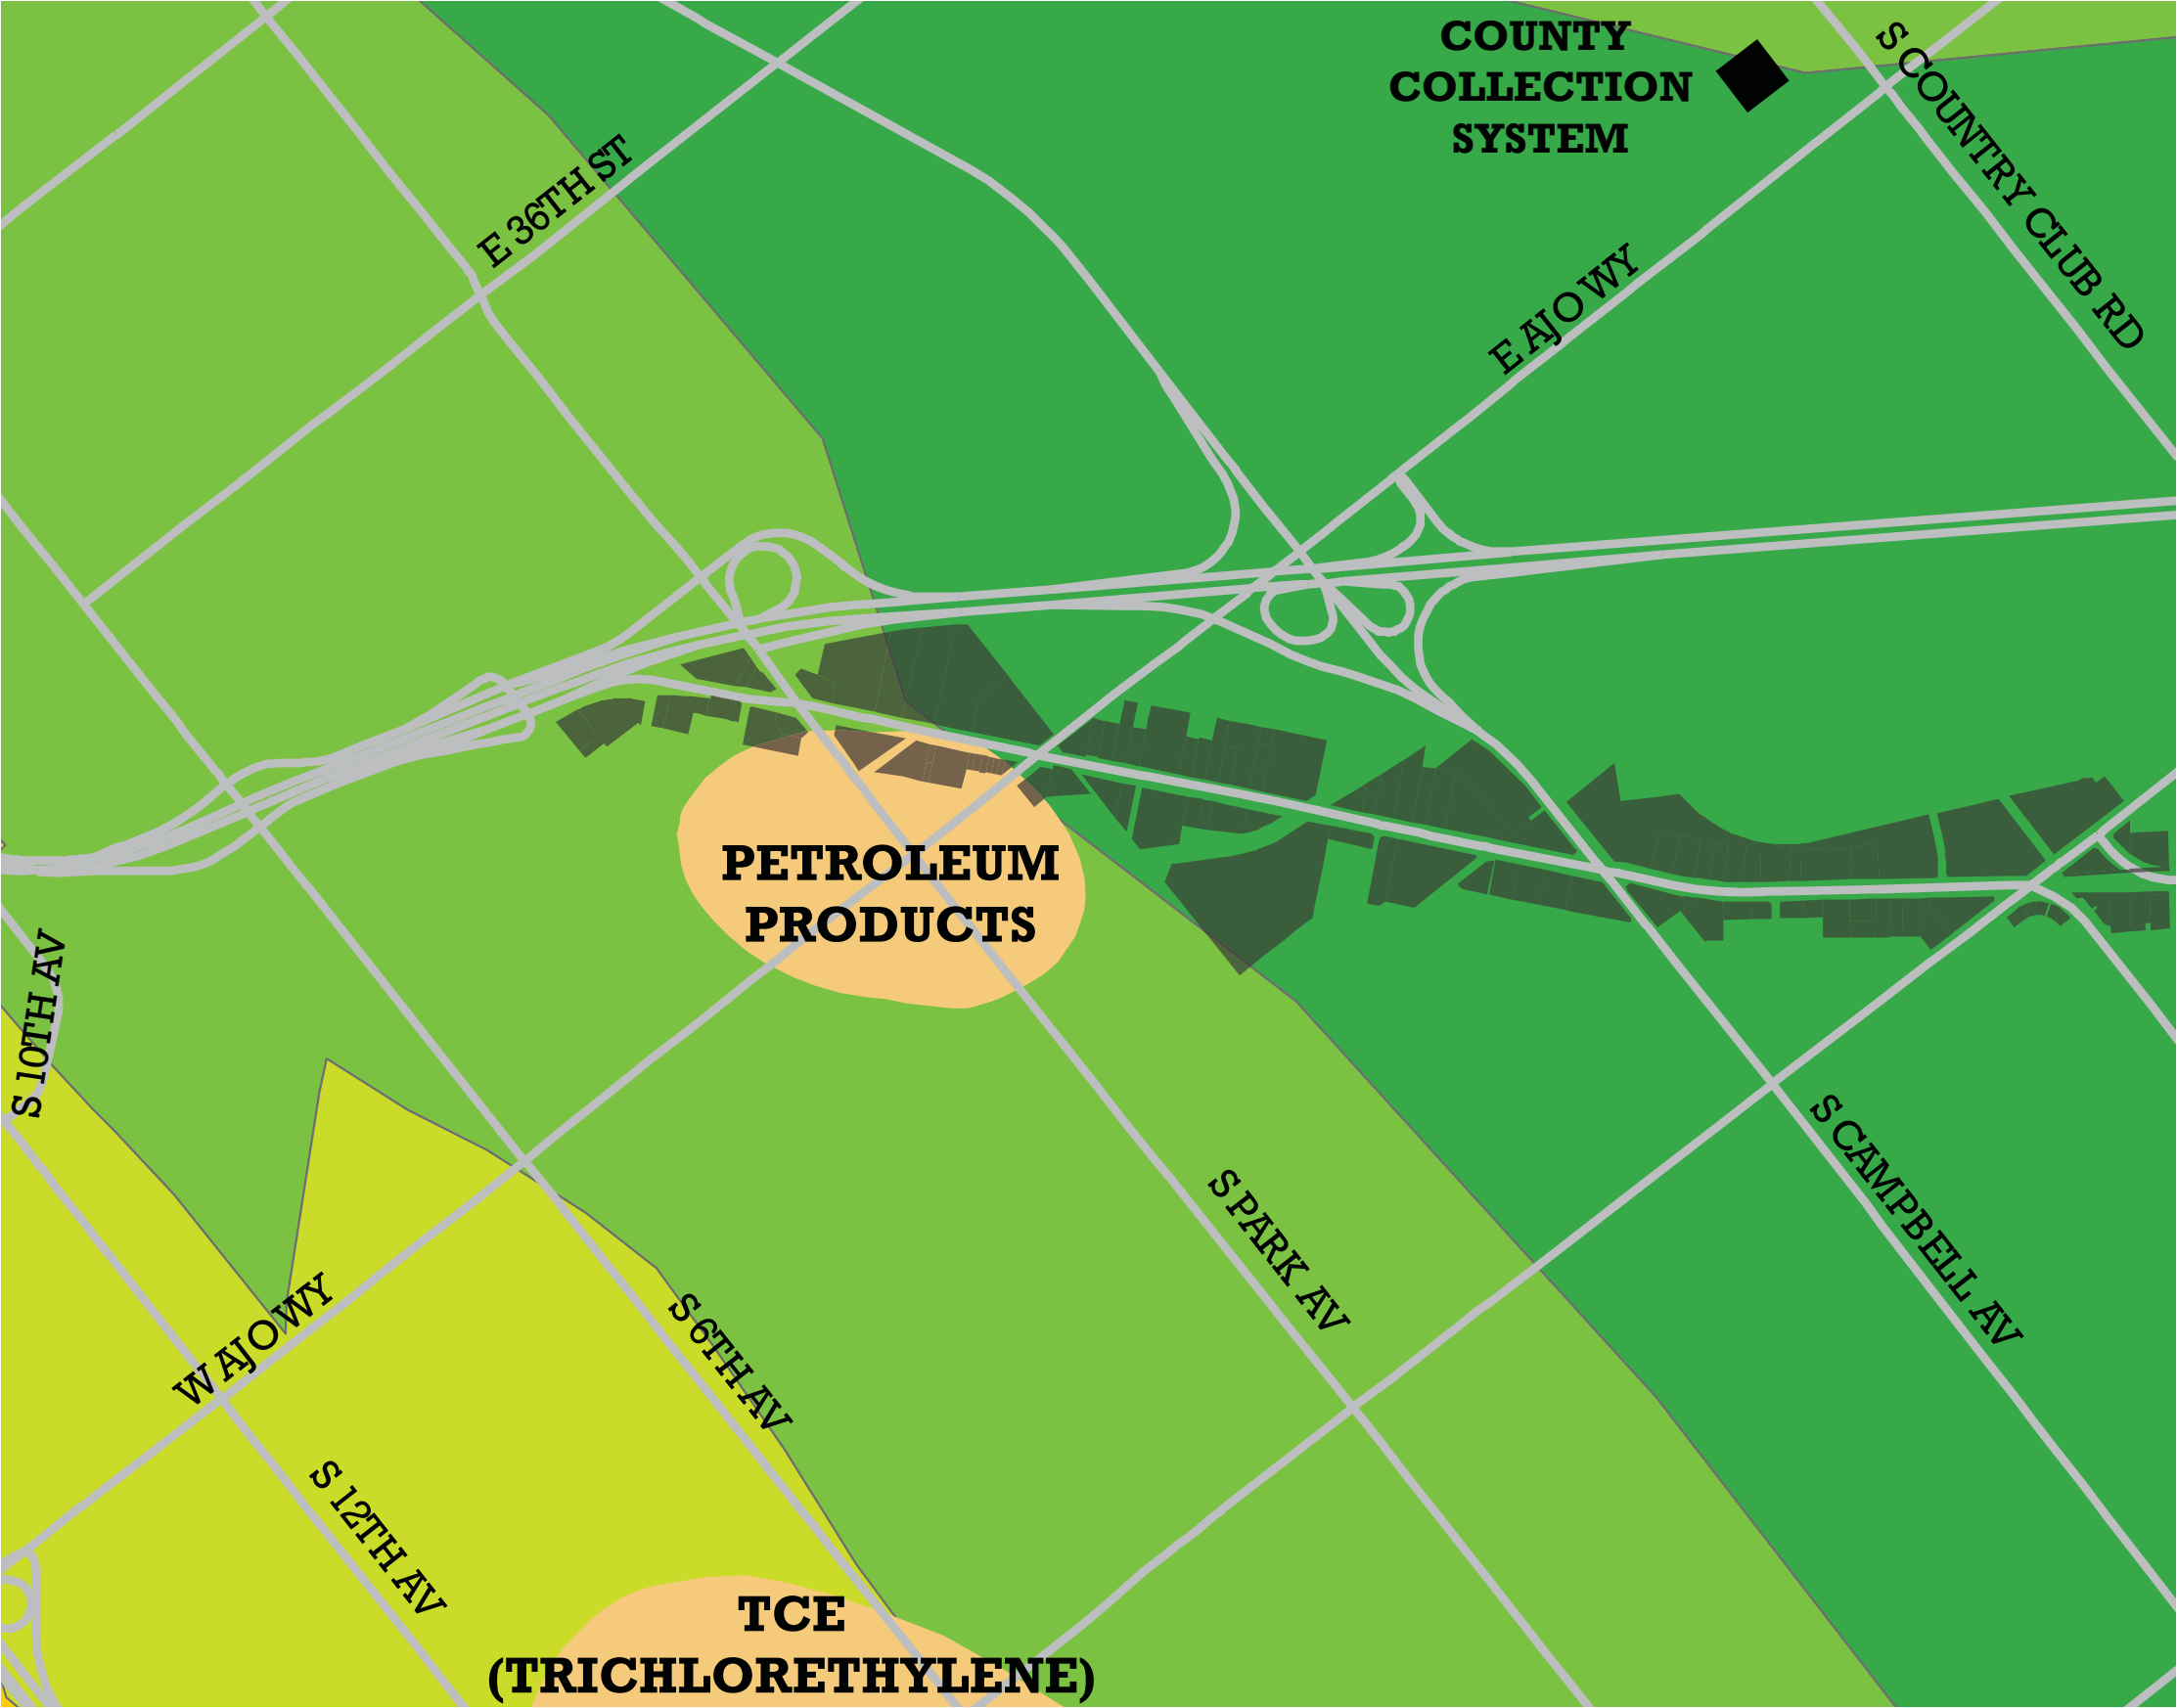 COUNTY
COLLECTION
SYSTEM
S COUNTRY CLUB RD
E 36TH ST
E AJO WY
PETROLEUM
PRODUCTS
S 10TH AV
S CAMPBELL AV
S PARK AV
W AJO WY
S 6TH AV
S 12TH AV
TCE
(TRICHLORETHYLENE)